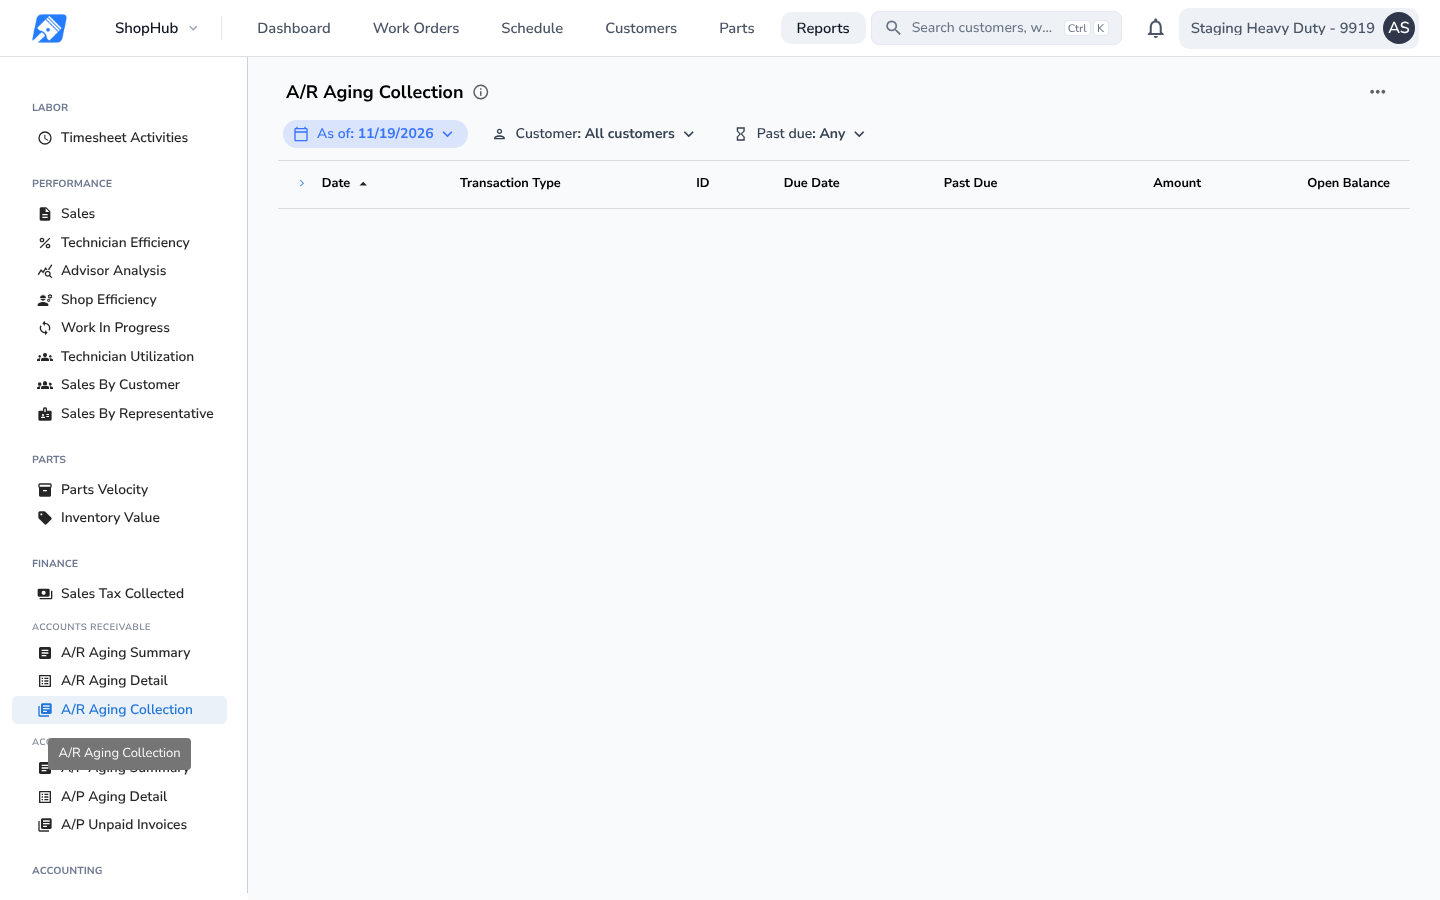 ShopHub
Dashboard
Work Orders
Schedule
Customers
Parts
Reports
Search customers, w...
Ctrl
K
Staging Heavy Duty - 9919
AS
LABOR
Timesheet Activities
PERFORMANCE
Sales
Technician Efficiency
Advisor Analysis
Shop Efficiency
Work In Progress
Technician Utilization
Sales By Customer
Sales By Representative
PARTS
Parts Velocity
Inventory Value
FINANCE
Sales Tax Collected
ACCOUNTS RECEIVABLE
A/R Aging Summary
A/R Aging Detail
A/R Aging Collection
A/R Aging Collection
A/P Aging Summary
A/P Aging Detail
A/P Unpaid Invoices
ACCOUNTING
A/R Aging Collection
As of: 11/19/2026
Customer: All customers
Past due: Any
Date
Transaction Type
ID
Due Date
Past Due
Amount
Open Balance